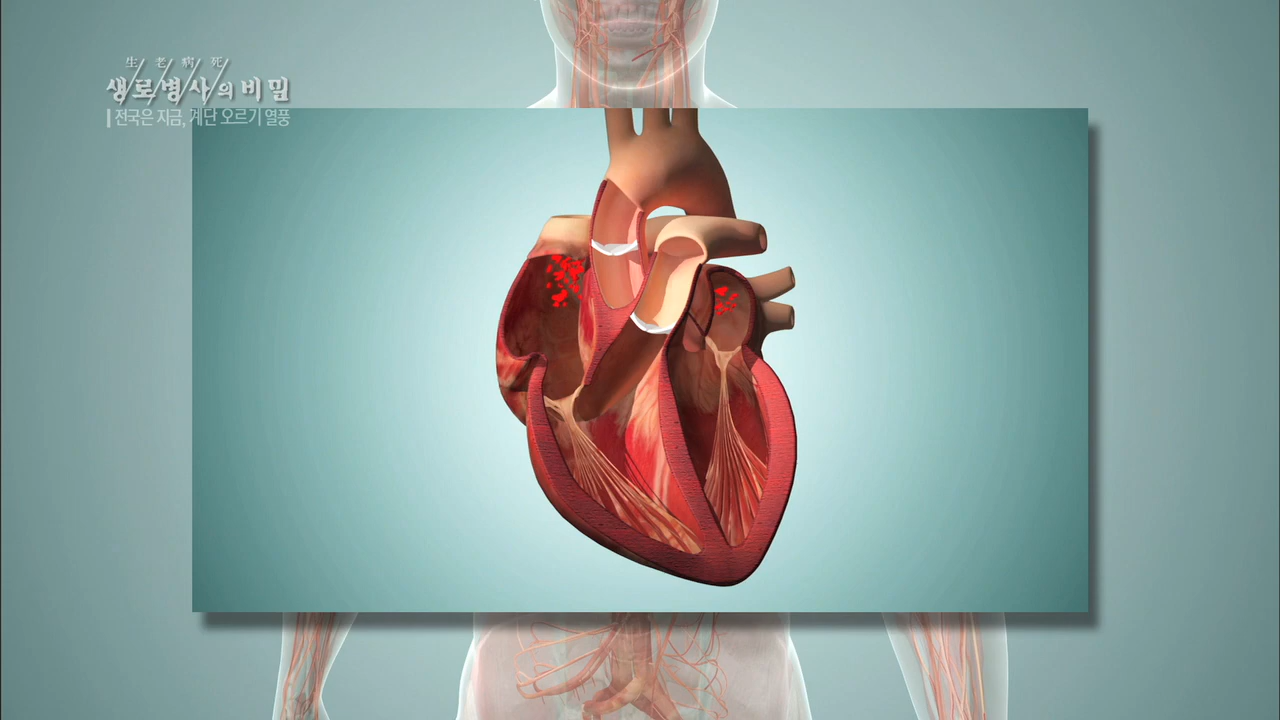 生老病死
생로병사의 비밀
전국은 지금, 계단 오르기 열풍